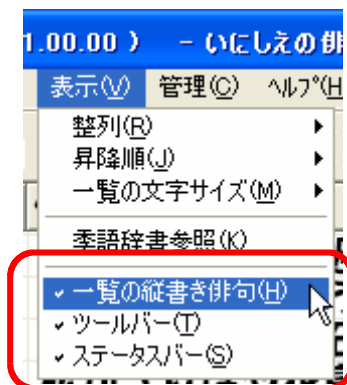 1.00.00 ） - いにしえの俳
表示(V) 管理(C) ﾍﾙﾌﾟ(H
整列(R)
昇降順(J)
一覧の文字サイズ(M)
季語辞書参照(K)
一覧の縦書き俳句(H)
ツールバー(T)
ステータスバー(S)